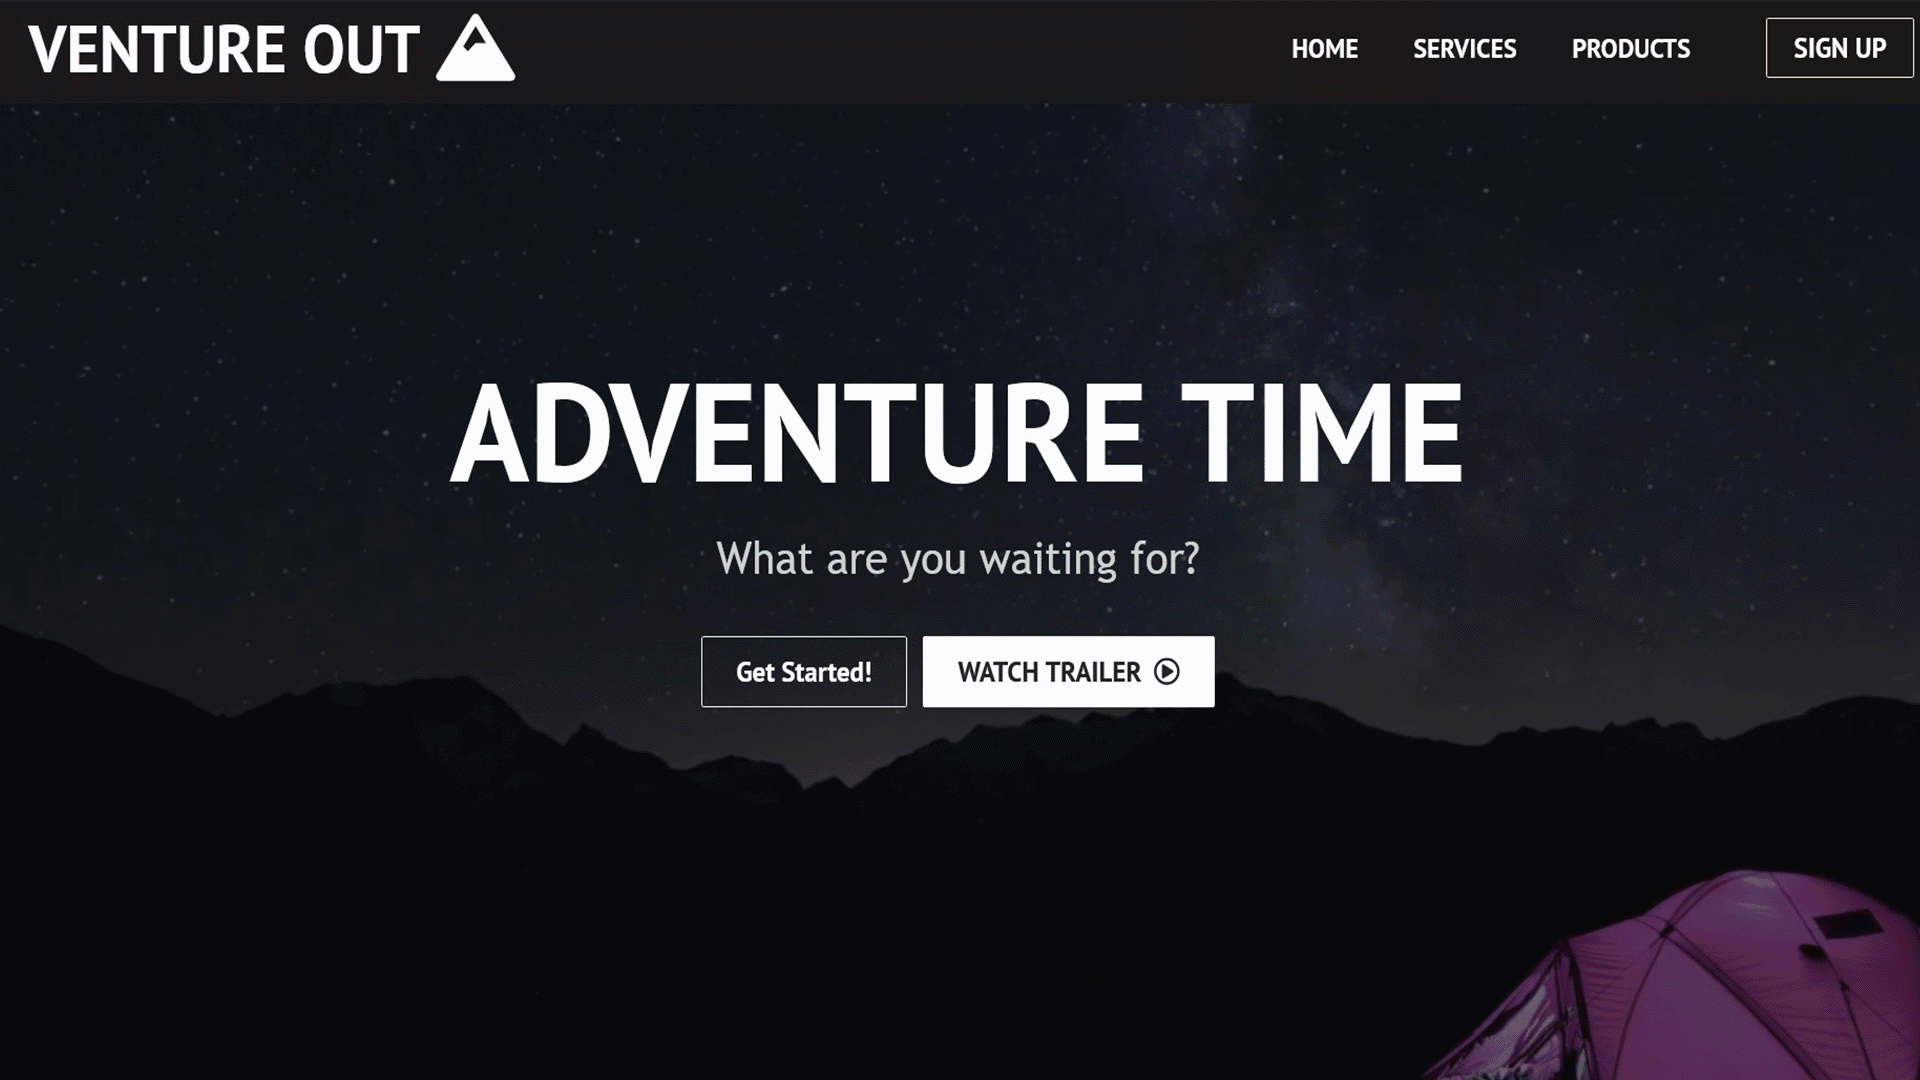 VENTURE OUT
HOME SERVICES PRODUCTS SIGN UP
ADVENTURE TIME
What are you waiting for?
Get Started! WATCH TRAILER